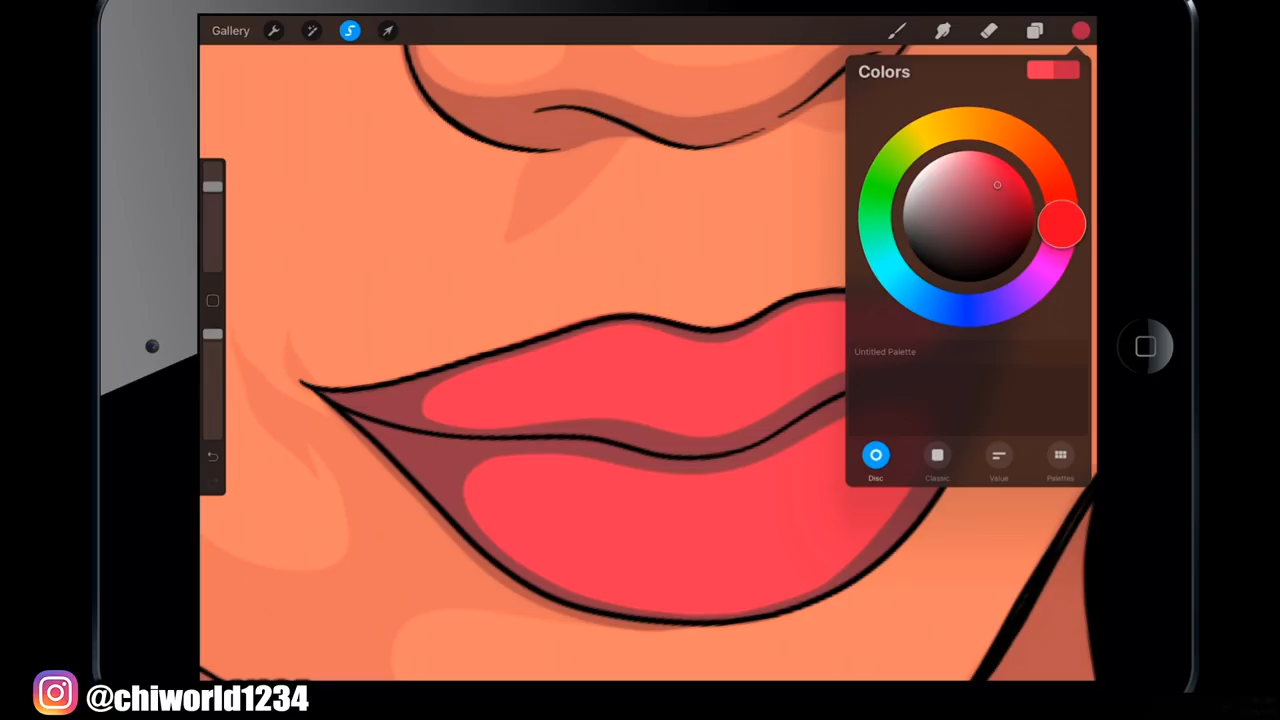 Gallery
Colors
Untitled Palette
Disc
Classic
Value
Palettes
@chiworld1234